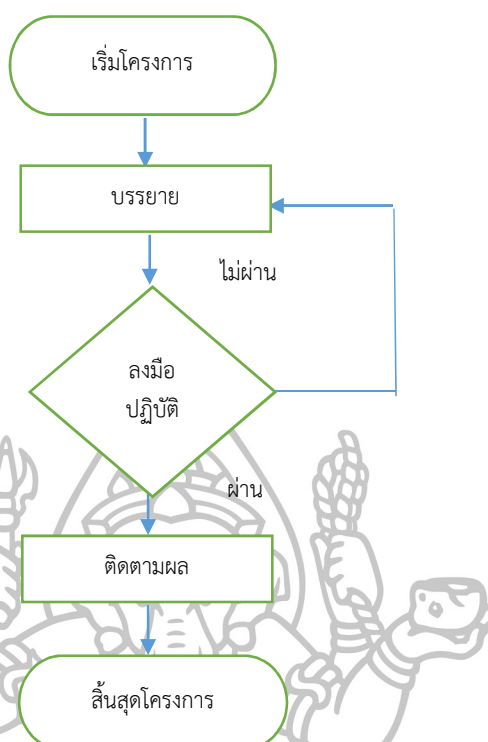 เริ่มโครงการ
บรรยาย
ไม่ผ่าน
ลงมือ
ปฏิบัติ
ผ่าน
ติดตามผล
สิ้นสุดโครงการ